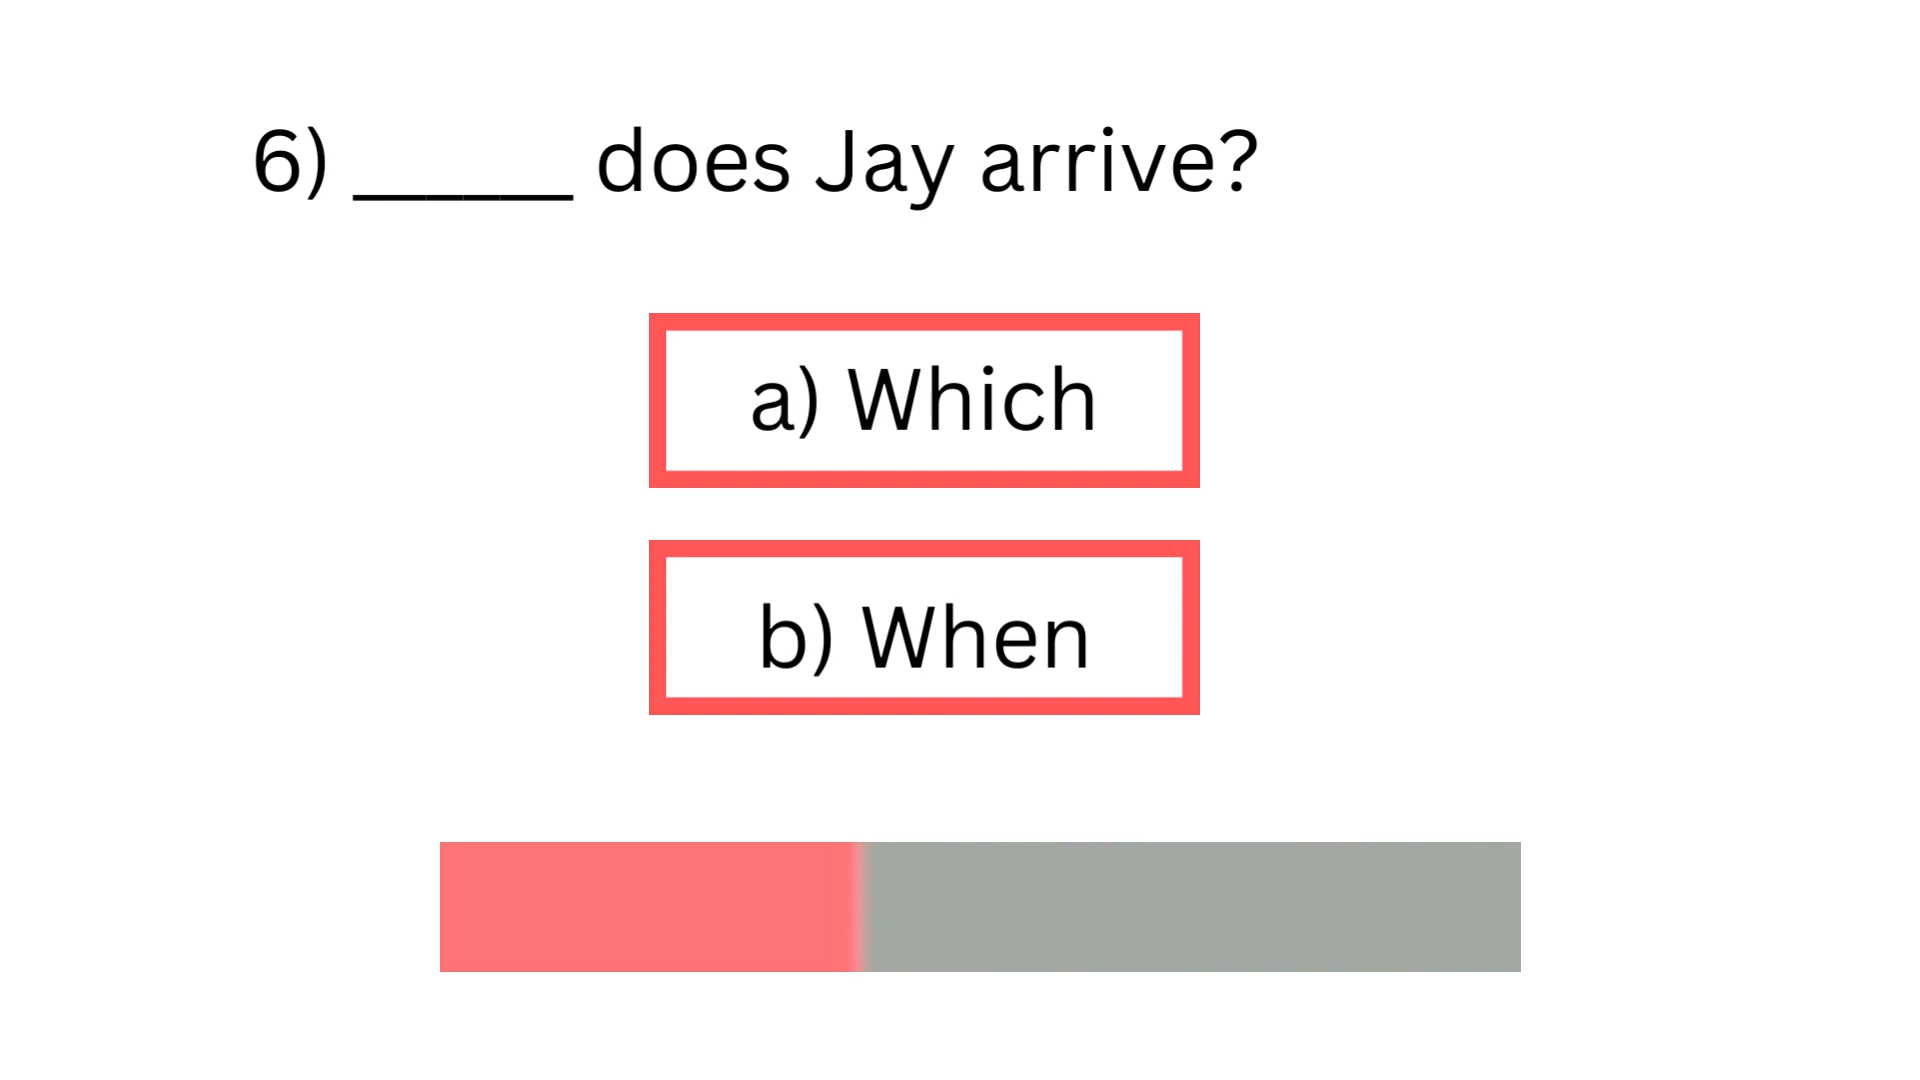 6) _____ does Jay arrive?
a) Which
b) When